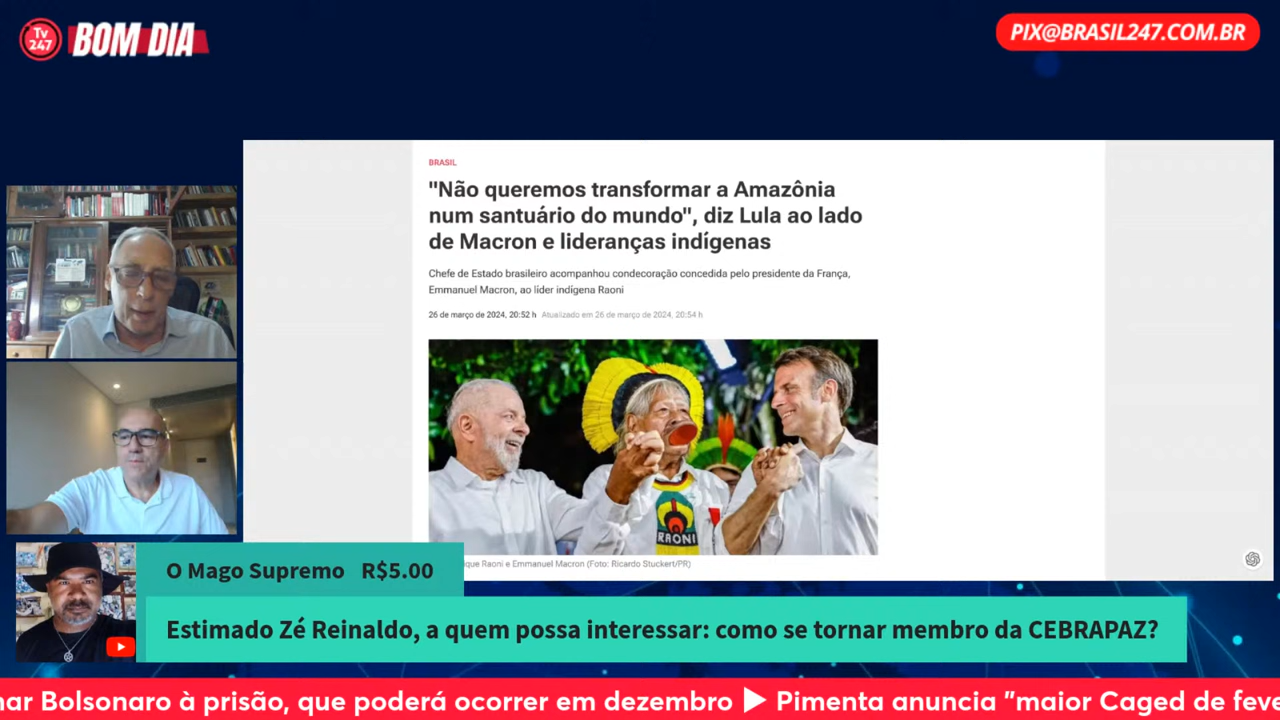 Tv
247
BOM DIA
PIX@BRASIL247.COM.BR
BRASIL
"Não queremos transformar a Amazônia
num santuário do mundo", diz Lula ao lado
de Macron e lideranças indígenas
Chefe de Estado brasileiro acompanhou condecoração concedida pelo presidente da França,
Emmanuel Macron, ao líder indígena Raoni
26 de março de 2024, 20:52 h Atualizado em 26 de março de 2024, 20:54 h
RAONI
ique Raoni e Emmanuel Macron (Foto: Ricardo Stuckert/PR)
O Mago Supremo R$5.00
Estimado Zé Reinaldo, a quem possa interessar: como se tornar membro da CEBRAPAZ?
nar Bolsonaro à prisão, que poderá ocorrer em dezembro ▶ Pimenta anuncia "maior Caged de feve